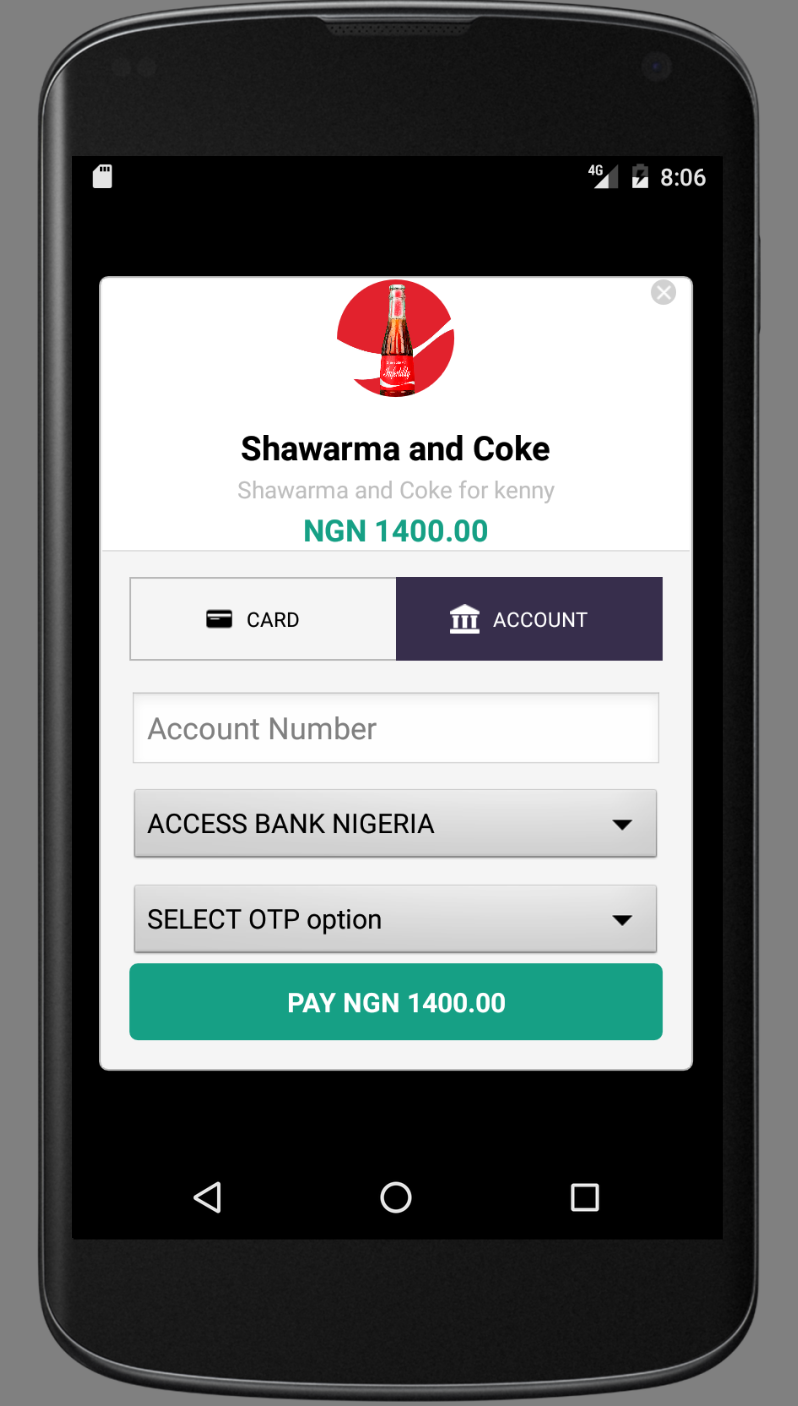 4G 8:06
Infertility
Shawarma and Coke
Shawarma and Coke for kenny
NGN 1400.00
CARD
ACCOUNT
Account Number
ACCESS BANK NIGERIA
SELECT OTP option
PAY NGN 1400.00